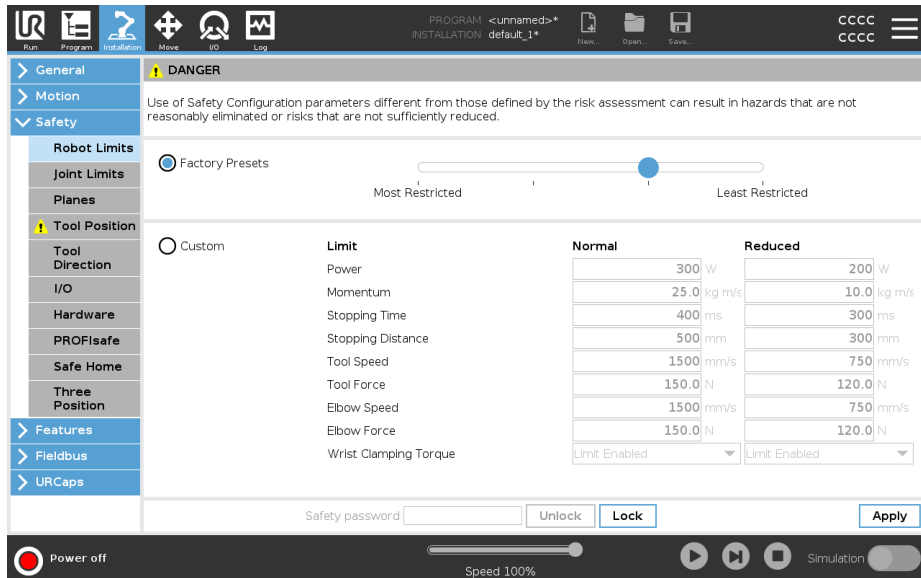 PROGRAM <unnamed>*
INSTALLATION default_1*
CCCC
CCCC
Run Program Installation Move I/O Log New... Open... Save...
General
Motion
Safety
Robot Limits
Joint Limits
Planes
Tool Position
Tool
Direction
I/O
Hardware
PROFIsafe
Safe Home
Three
Position
Features
Fieldbus
URCaps
DANGER
Use of Safety Configuration parameters different from those defined by the risk assessment can result in hazards that are not
reasonably eliminated or risks that are not sufficiently reduced.
Factory Presets
Most Restricted Least Restricted
Custom Limit Normal Reduced
Power 300 W 200 W
Momentum 25.0 kg m/s 10.0 kg m/s
Stopping Time 400 ms 300 ms
Stopping Distance 500 mm 300 mm
Tool Speed 1500 mm/s 750 mm/s
Tool Force 150.0 N 120.0 N
Elbow Speed 1500 mm/s 750 mm/s
Elbow Force 150.0 N 120.0 N
Wrist Clamping Torque Limit Enabled Limit Enabled
Safety password Unlock Lock Apply
Power off Speed 100% Simulation